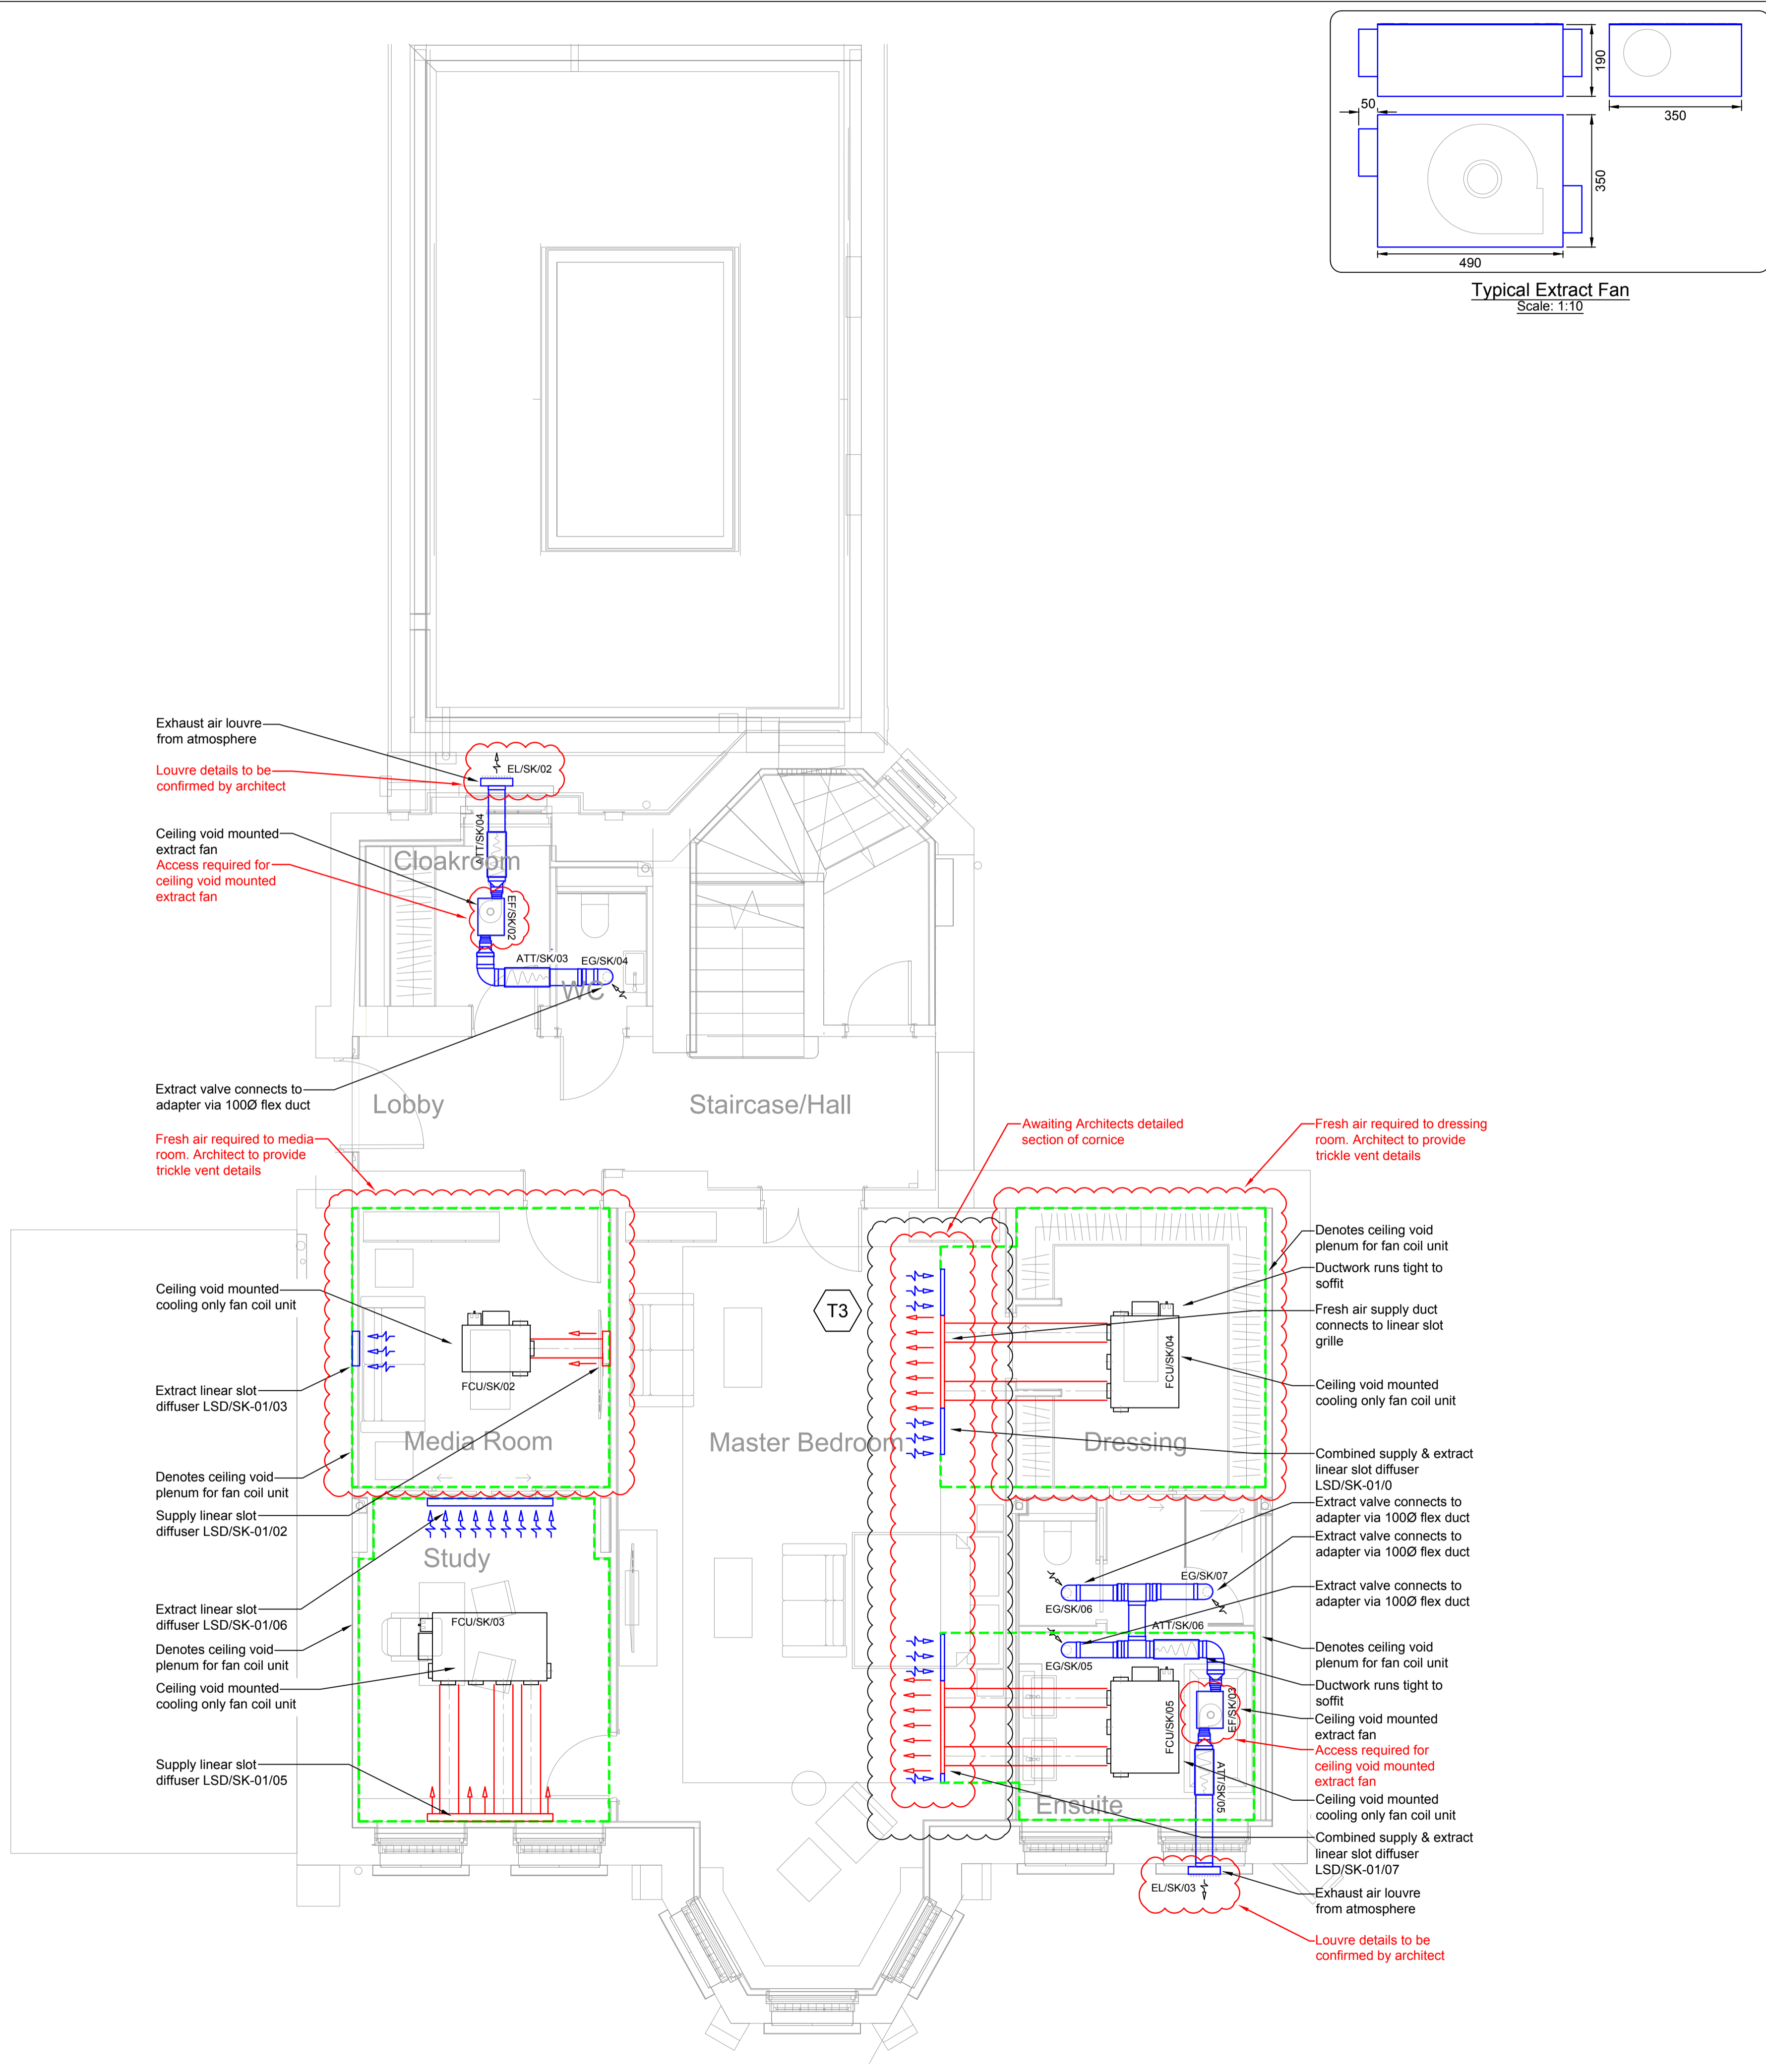 190
50
350
350
490
Typical Extract Fan
Scale: 1:10
Exhaust air louvre
from atmosphere
Louvre details to be
confirmed by architect
EL/SK/02
ATT/SK/04
Ceiling void mounted
extract fan
Access required for
ceiling void mounted
extract fan
Cloakroom
EF/SK/02
ATT/SK/03
EG/SK/04
WC
Extract valve connects to
adapter via 100Ø flex duct
Lobby
Staircase/Hall
Fresh air required to media
room. Architect to provide
trickle vent details
Awaiting Architects detailed
section of cornice
Fresh air required to dressing
room. Architect to provide
trickle vent details
Ceiling void mounted
cooling only fan coil unit
Extract linear slot
diffuser LSD/SK-01/03
Denotes ceiling void
plenum for fan coil unit
Supply linear slot
diffuser LSD/SK-01/02
Extract linear slot
diffuser LSD/SK-01/06
Denotes ceiling void
plenum for fan coil unit
Ceiling void mounted
cooling only fan coil unit
Supply linear slot
diffuser LSD/SK-01/05
FCU/SK/02
Media Room
Study
FCU/SK/03
T3
Master Bedroom
FCU/SK/04
Dressing
EG/SK/07
EG/SK/06
ATT/SK/06
EG/SK/05
FCU/SK/05
EF/SK/03
ATT/SK/05
Ensuite
EL/SK/03
Denotes ceiling void
plenum for fan coil unit
Ductwork runs tight to
soffit
Fresh air supply duct
connects to linear slot
grille
Ceiling void mounted
cooling only fan coil unit
Combined supply & extract
linear slot diffuser
LSD/SK-01/0
Extract valve connects to
adapter via 100Ø flex duct
Extract valve connects to
adapter via 100Ø flex duct
Extract valve connects to
adapter via 100Ø flex duct
Denotes ceiling void
plenum for fan coil unit
Ductwork runs tight to
soffit
Ceiling void mounted
extract fan
Access required for
ceiling void mounted
extract fan
Ceiling void mounted
cooling only fan coil unit
Combined supply & extract
linear slot diffuser
LSD/SK-01/07
Exhaust air louvre
from atmosphere
Louvre details to be
confirmed by architect